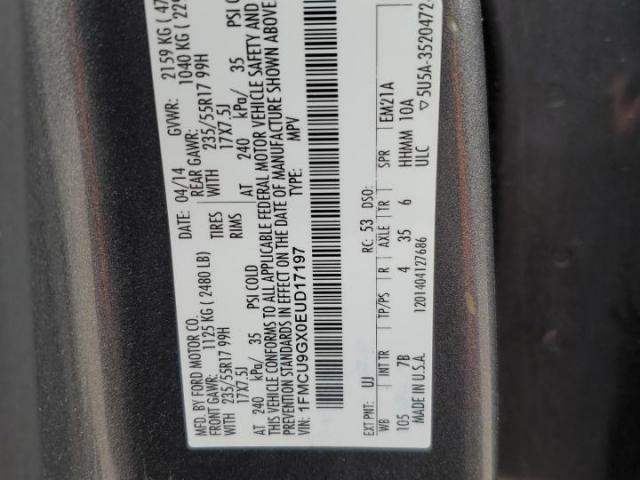 MFD. BY FORD MOTOR CO.
DATE: 04/14 GVWR: 2159 KG ( 47
FRONT GAWR: 1125 KG ( 2480 LB) REAR GAWR: 1040 KG ( 229
WITH 235/55R17 99H TIRES WITH 235/55R17 99H
17X7.5J RIMS 17X7.5J
AT 240 kPa/ 35 PSI COLD AT 240 kPa/ 35 PSI COL
THIS VEHICLE CONFORMS TO ALL APPLICABLE FEDERAL MOTOR VEHICLE SAFETY AND
PREVENTION STANDARDS IN EFFECT ON THE DATE OF MANUFACTURE SHOWN ABOVE
VIN: 1FMCU9GX0EUD17197 TYPE: MPV
EXT PNT: UJ RC: 53 DSO:
WB INT TR TP/PS R AXLE TR SPR EM21A
105 7B 4 35 6 HHMM 10A
MADE IN U.S.A. 1201404127686 ULC ▽5U5A-3520472-